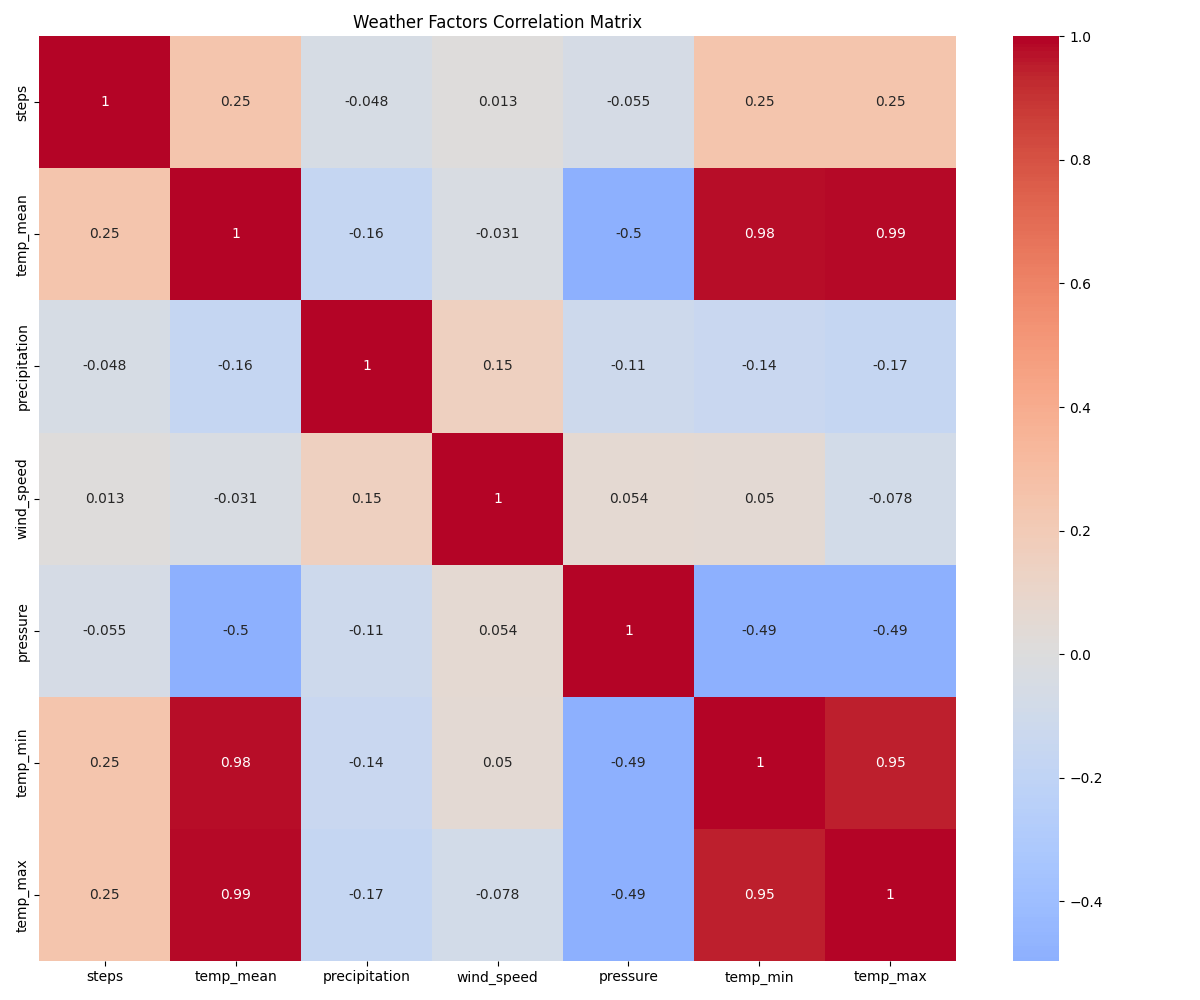 Weather Factors Correlation Matrix
steps 1 0.25 -0.048 0.013 -0.055 0.25 0.25
temp_mean 0.25 1 -0.16 -0.031 -0.5 0.98 0.99
precipitation -0.048 -0.16 1 0.15 -0.11 -0.14 -0.17
wind_speed 0.013 -0.031 0.15 1 0.054 0.05 -0.078
pressure -0.055 -0.5 -0.11 0.054 1 -0.49 -0.49
temp_min 0.25 0.98 -0.14 0.05 -0.49 1 0.95
temp_max 0.25 0.99 -0.17 -0.078 -0.49 0.95 1
steps temp_mean precipitation wind_speed pressure temp_min temp_max
1.0
0.8
0.6
0.4
0.2
0.0
−0.2
−0.4